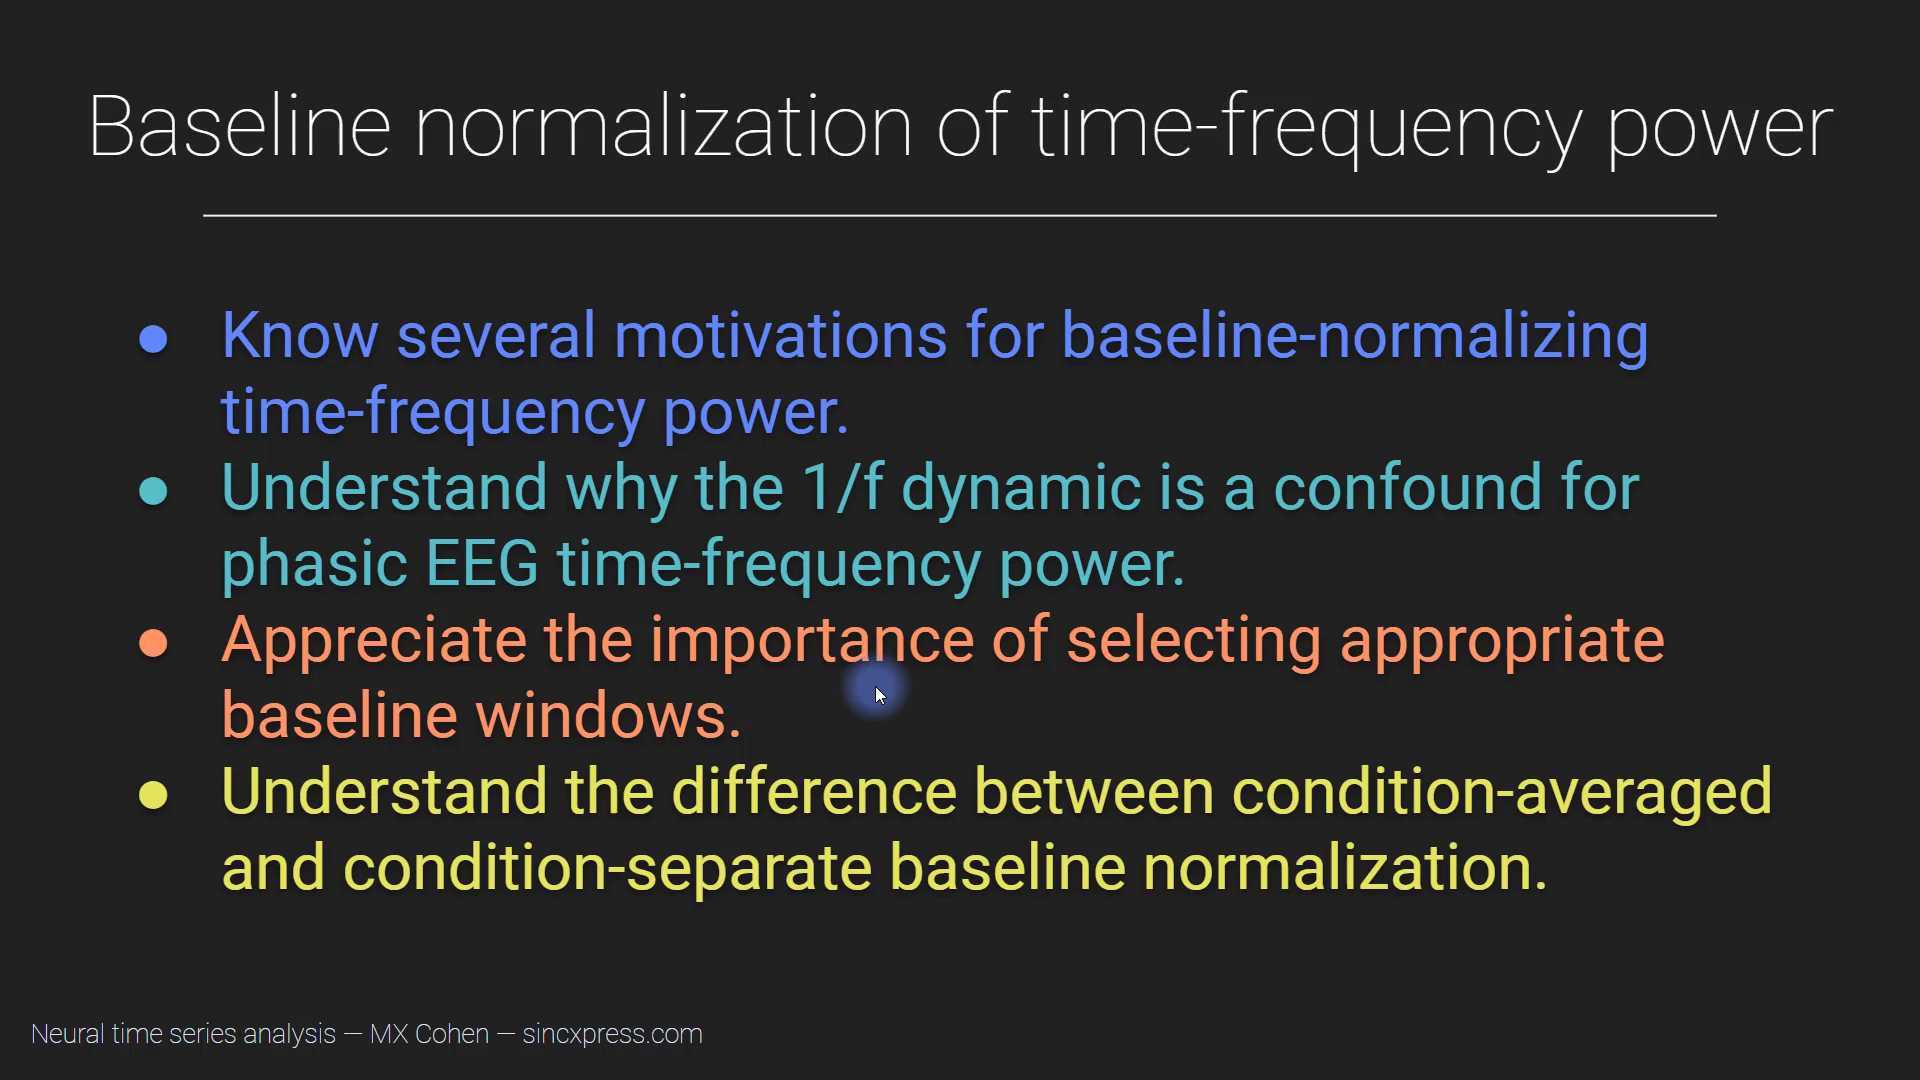 Baseline normalization of time-frequency power
● Know several motivations for baseline-normalizing
time-frequency power.
● Understand why the 1/f dynamic is a confound for
phasic EEG time-frequency power.
● Appreciate the importance of selecting appropriate
baseline windows.
● Understand the difference between condition-averaged
and condition-separate baseline normalization.
Neural time series analysis — MX Cohen — sincxpress.com